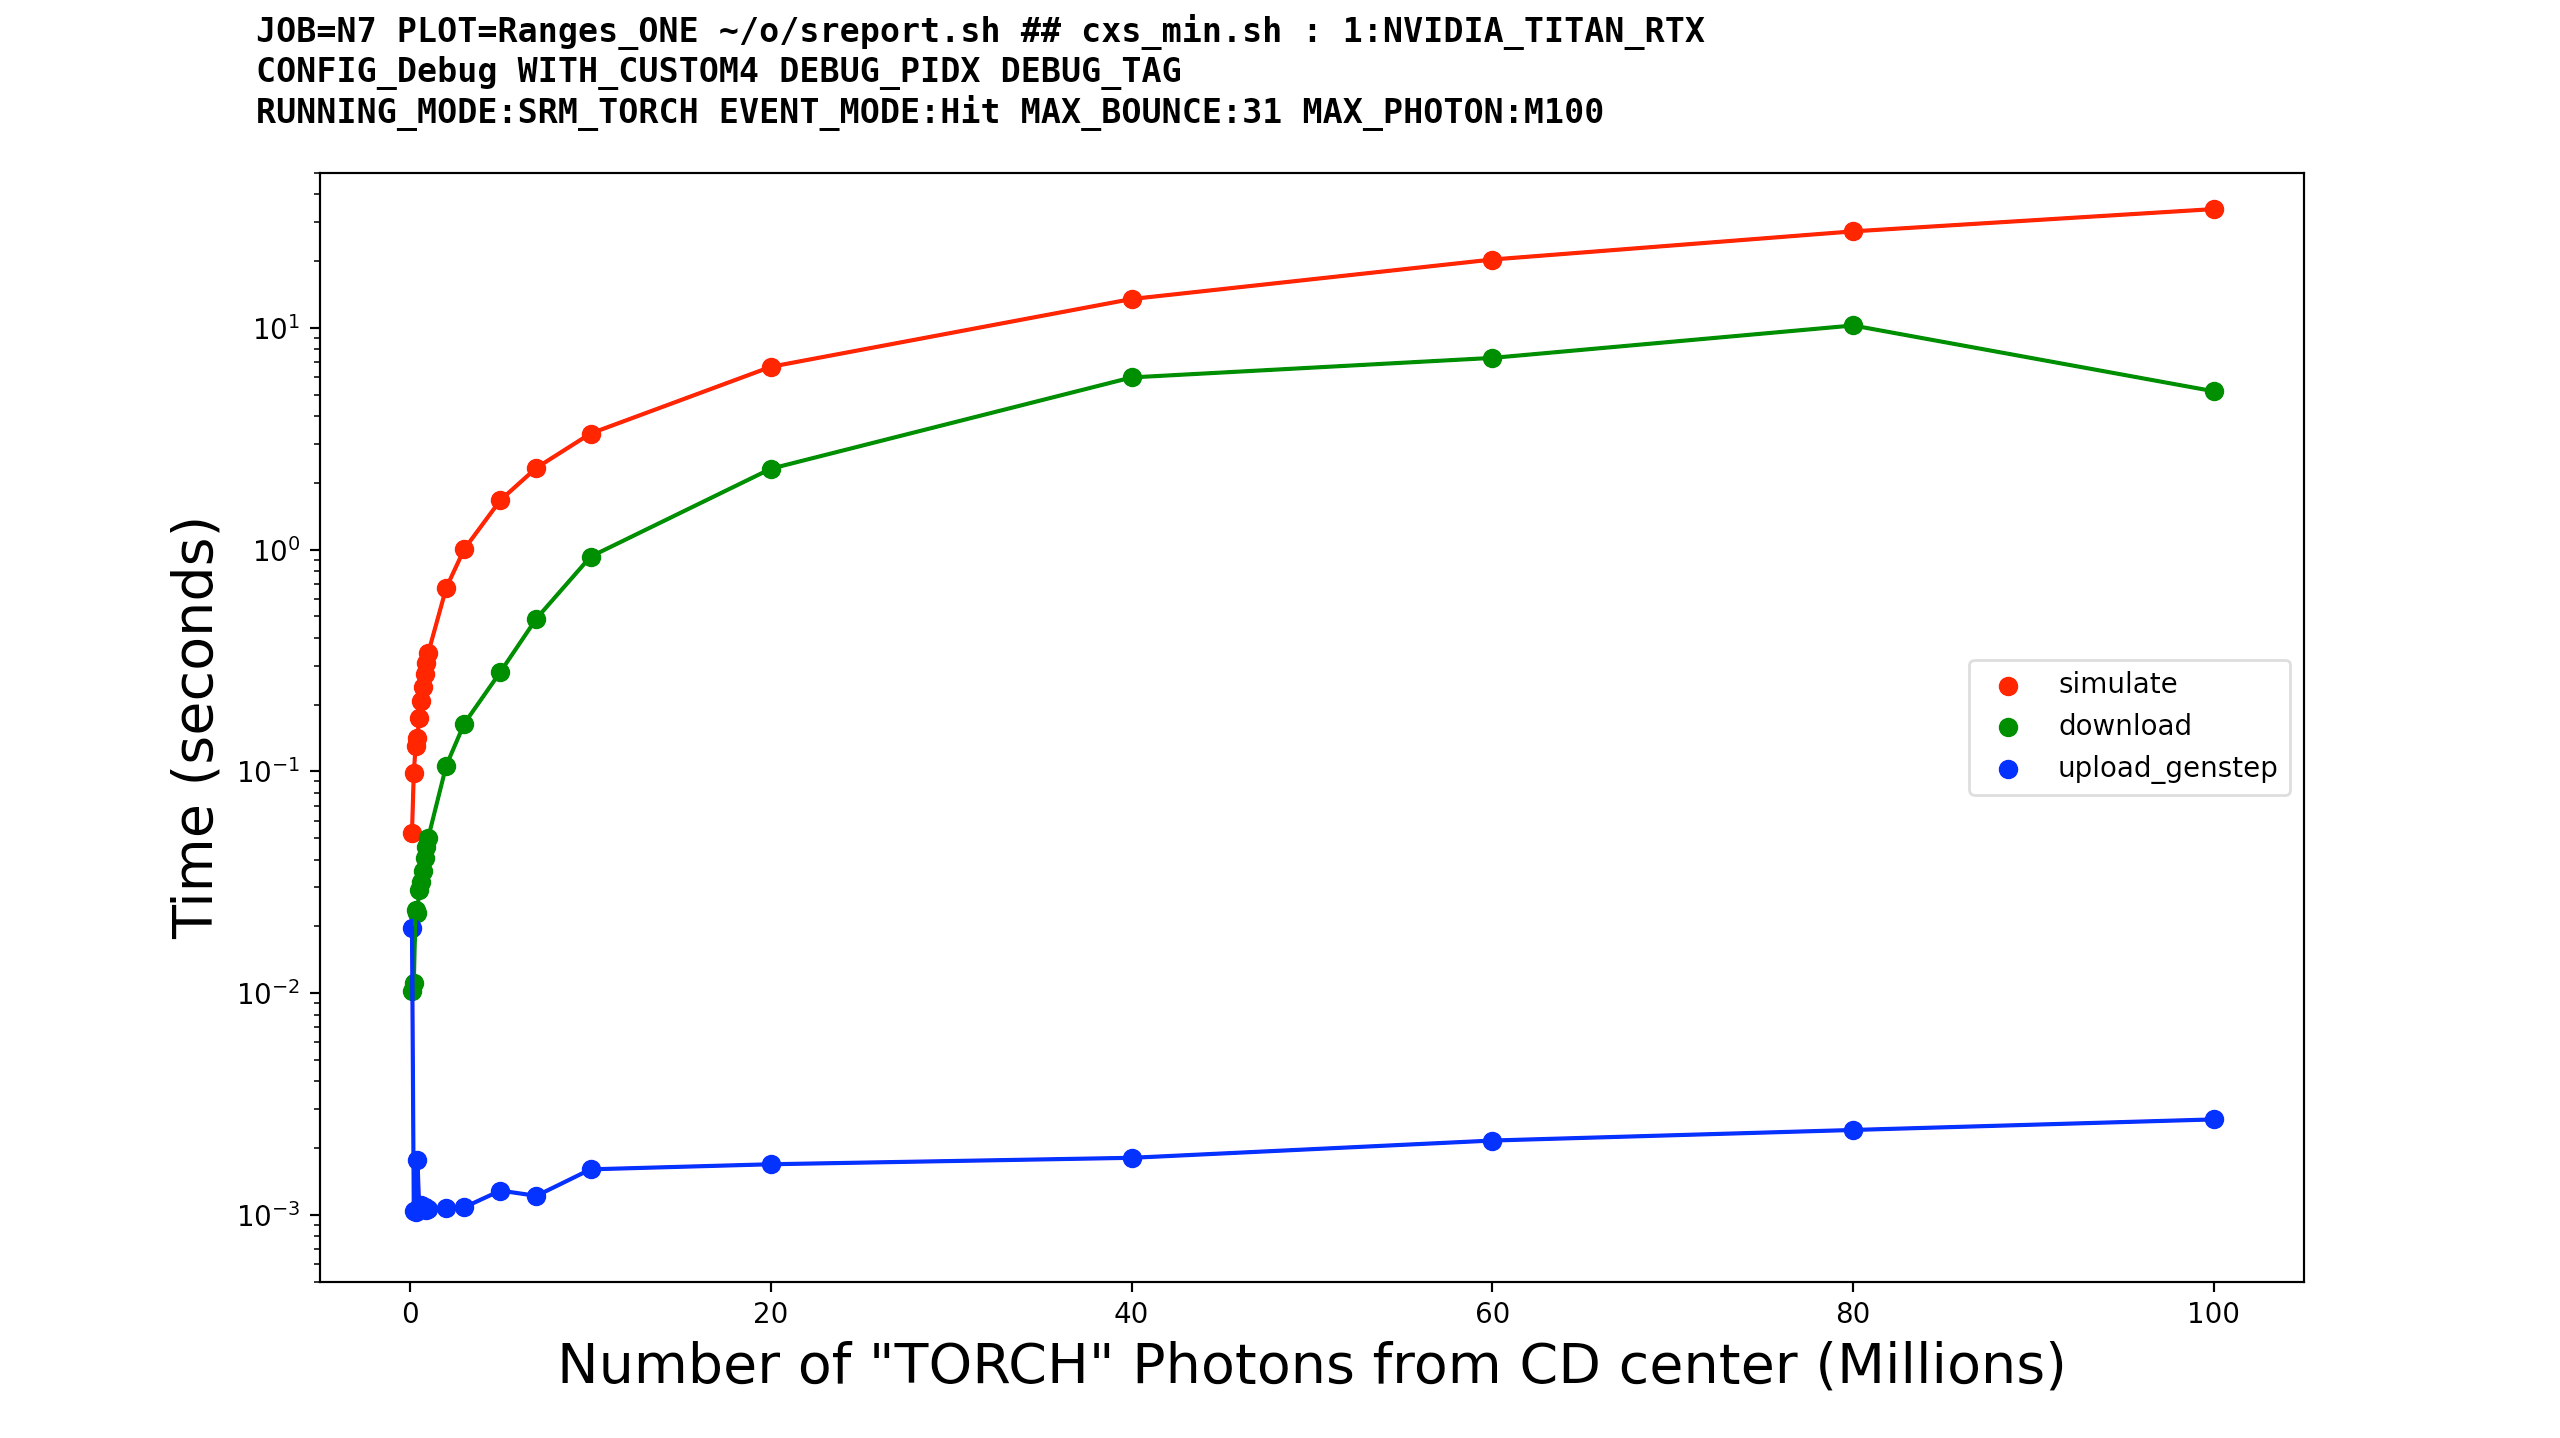 JOB=N7 PLOT=Ranges_ONE ~/o/sreport.sh ## cxs_min.sh : 1:NVIDIA_TITAN_RTX
CONFIG_Debug WITH_CUSTOM4 DEBUG_PIDX DEBUG_TAG
RUNNING_MODE:SRM_TORCH EVENT_MODE:Hit MAX_BOUNCE:31 MAX_PHOTON:M100
Time (seconds)
10¹
10⁰
10⁻¹
10⁻²
10⁻³
simulate
download
upload_genstep
0 20 40 60 80 100
Number of "TORCH" Photons from CD center (Millions)